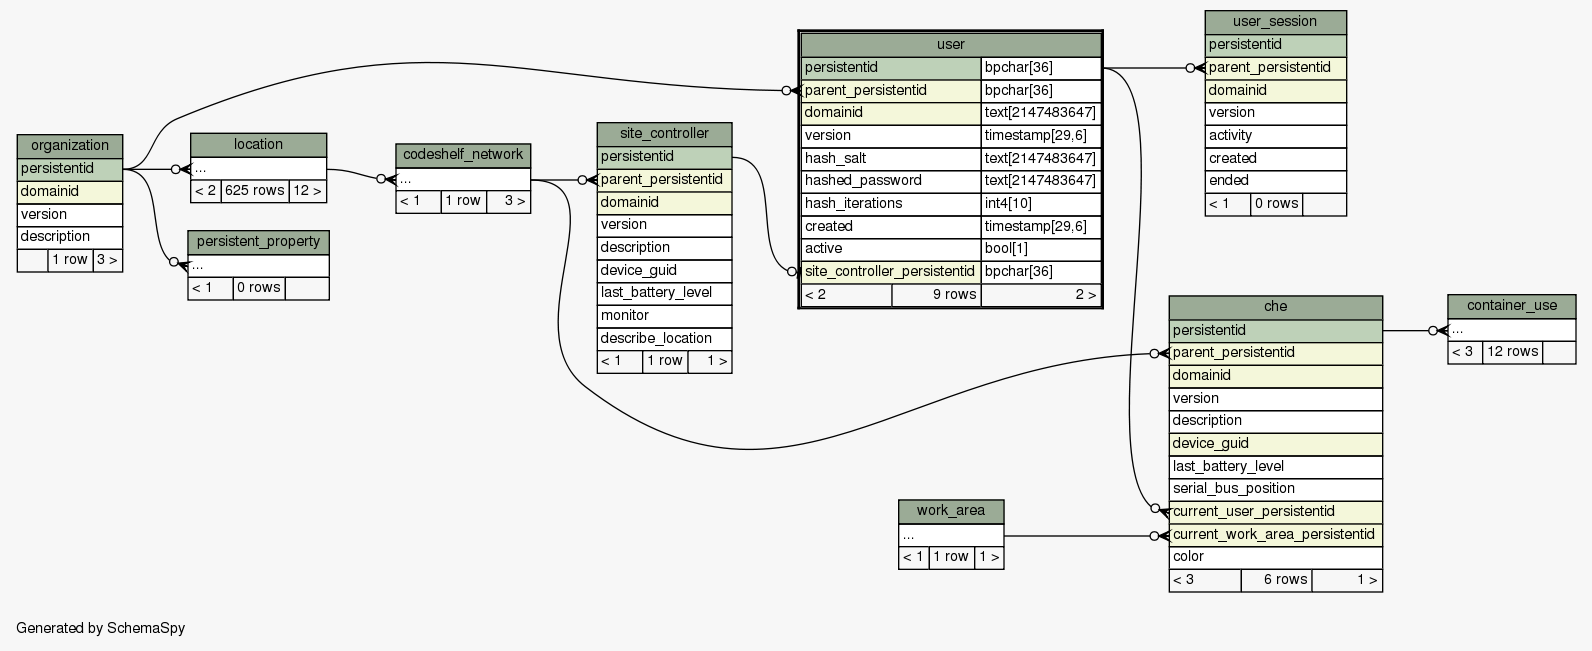 user_session
persistentid
parent_persistentid
domainid
version
activity
created
ended
< 1 0 rows
user
persistentid bpchar[36]
parent_persistentid bpchar[36]
domainid text[2147483647]
version timestamp[29,6]
hash_salt text[2147483647]
hashed_password text[2147483647]
hash_iterations int4[10]
created timestamp[29,6]
active bool[1]
site_controller_persistentid bpchar[36]
< 2 9 rows 2 >
organization
persistentid
domainid
version
description
1 row 3 >
location
...
< 2 625 rows 12 >
persistent_property
...
< 1 0 rows
codeshelf_network
...
< 1 1 row 3 >
site_controller
persistentid
parent_persistentid
domainid
version
description
device_guid
last_battery_level
monitor
describe_location
< 1 1 row 1 >
che
persistentid
parent_persistentid
domainid
version
description
device_guid
last_battery_level
serial_bus_position
current_user_persistentid
current_work_area_persistentid
color
< 3 6 rows 1 >
container_use
...
< 3 12 rows
work_area
...
< 1 1 row 1 >
Generated by SchemaSpy